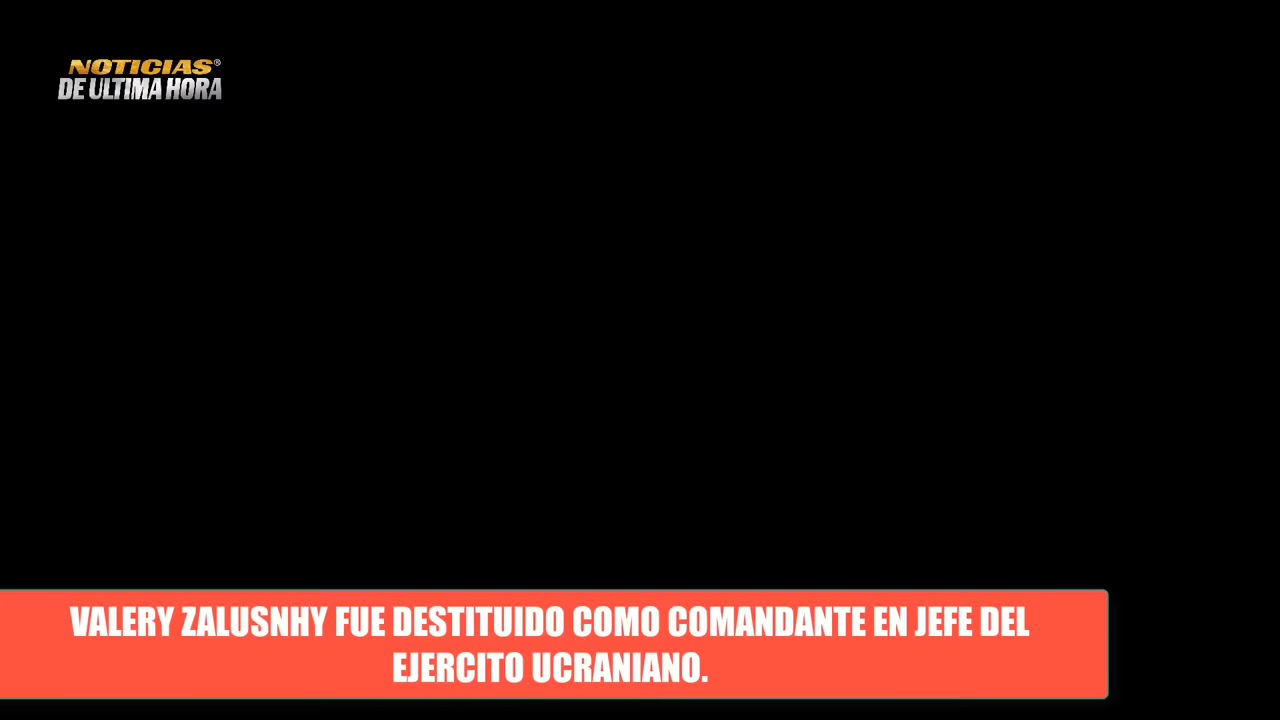 NOTICIAS®
DE ULTIMA HORA
VALERY ZALUSNHY FUE DESTITUIDO COMO COMANDANTE EN JEFE DEL
EJERCITO UCRANIANO.